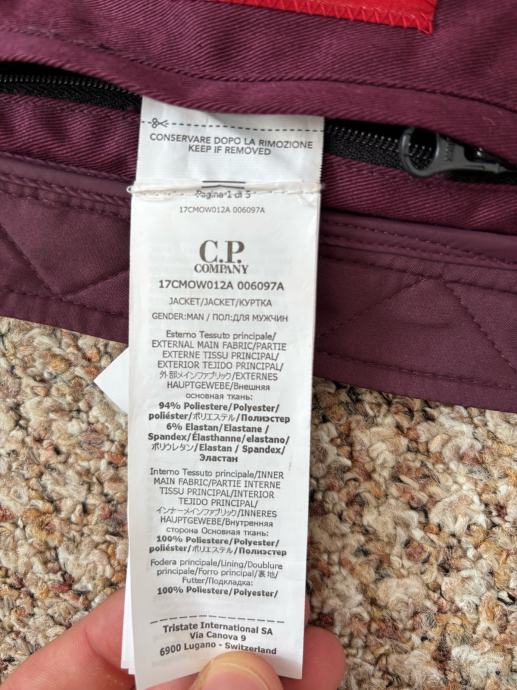 CONSERVARE DOPO LA RIMOZIONE
KEEP IF REMOVED
Pagina 1 di 5
17CMOW012A 006097A
C.P.
COMPANY
17CMOW012A 006097A
JACKET/JACKET/КУРТКА
GENDER:MAN / ПОЛ:ДЛЯ МУЖЧИН
Esterno Tessuto principale/
EXTERNAL MAIN FABRIC/PARTIE
EXTERNE TISSU PRINCIPAL/
EXTERIOR TEJIDO PRINCIPAL/
外部メインファブリック/EXTERNES
HAUPTGEWEBE/Внешняя
основная ткань:
94% Poliestere/Polyester/
poliéster/ポリエステル/Полиэстер
6% Elastan/Elastane /
Spandex/Élasthanne/elastano/
ポリウレタン/Elastan / Spandex/
Эластан
Interno Tessuto principale/INNER
MAIN FABRIC/PARTE INTERNE
TISSU PRINCIPAL/INTERIOR
TEJIDO PRINCIPAL/
インナーメインファブリック/INNERES
HAUPTGEWEBE/Внутренняя
сторона Основная ткань:
100% Poliestere/Polyester/
poliéster/ポリエステル/Полиэстер
Fodera principale/Lining/Doublure
principale/Forro principal/裏地/
Futter/Подкладка:
100% Poliestere/Polyester/
Tristate International SA
Via Canova 9
6900 Lugano - Switzerland